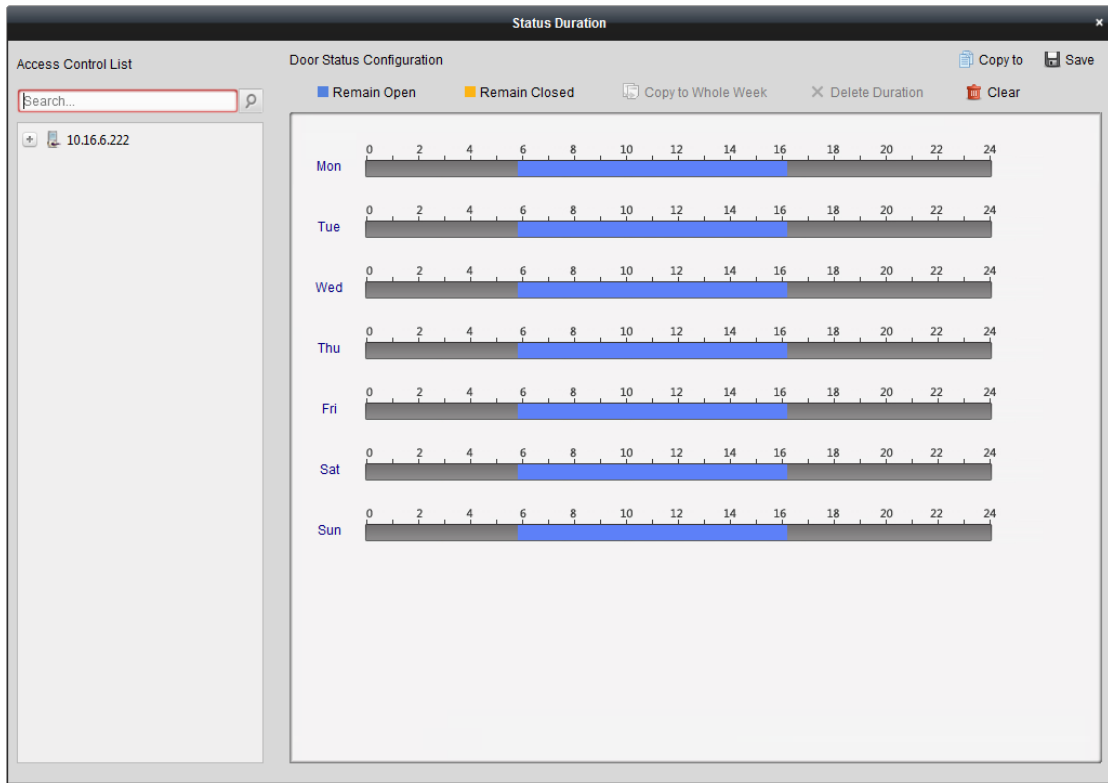 Status Duration
Access Control List
Door Status Configuration
Copy to
Save
Search...
Remain Open
Remain Closed
Copy to Whole Week
Delete Duration
Clear
10.16.6.222
0 2 4 6 8 10 12 14 16 18 20 22 24
Mon
0 2 4 6 8 10 12 14 16 18 20 22 24
Tue
0 2 4 6 8 10 12 14 16 18 20 22 24
Wed
0 2 4 6 8 10 12 14 16 18 20 22 24
Thu
0 2 4 6 8 10 12 14 16 18 20 22 24
Fri
0 2 4 6 8 10 12 14 16 18 20 22 24
Sat
0 2 4 6 8 10 12 14 16 18 20 22 24
Sun